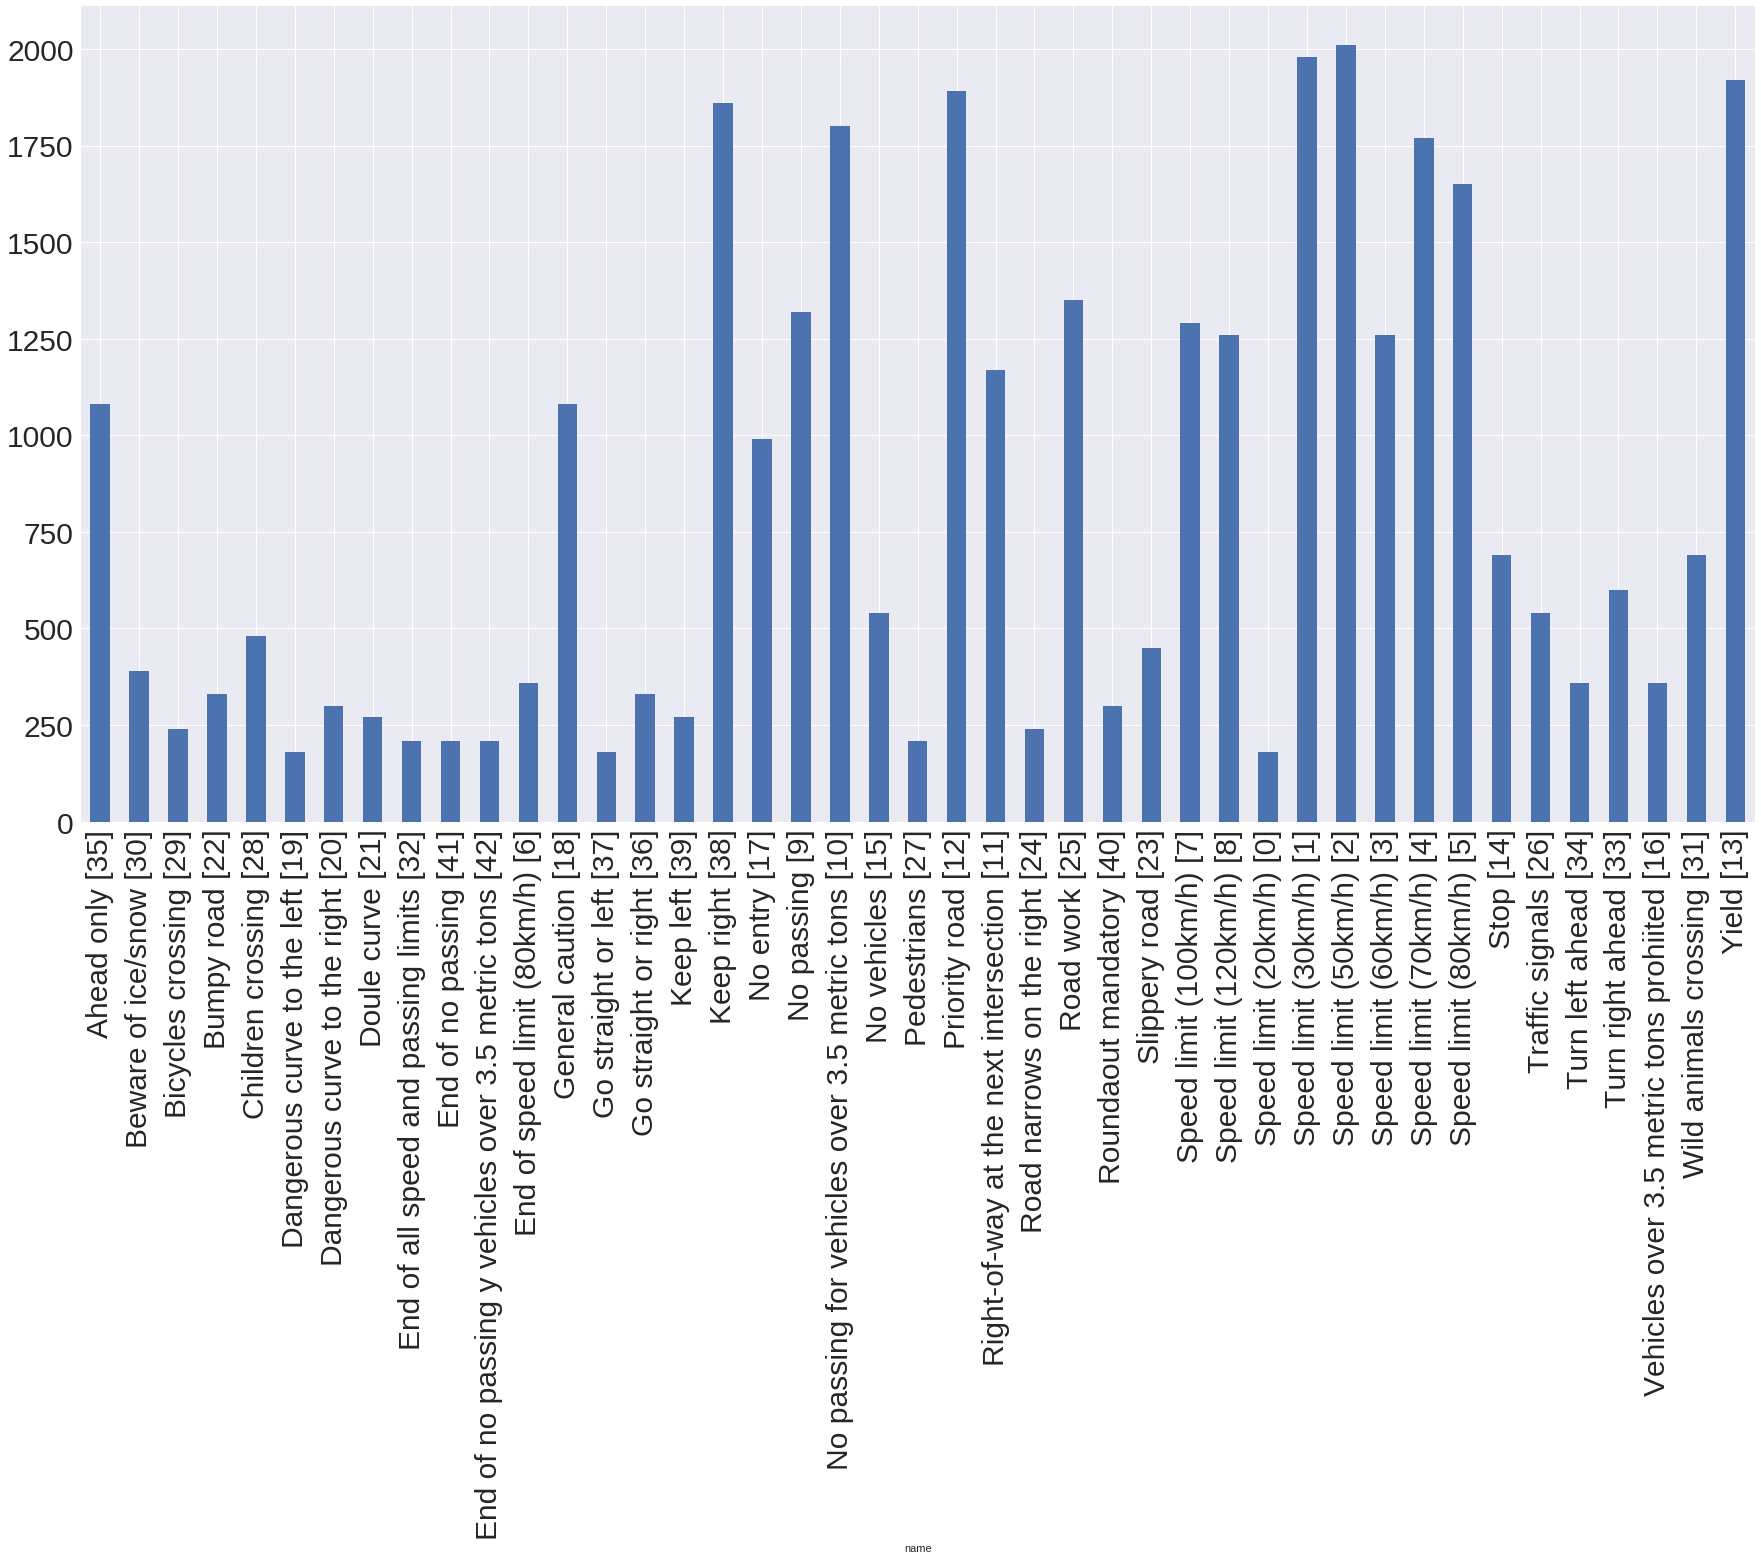 2000
1750
1500
1250
1000
750
500
250
0
Ahead only [35]
Beware of ice/snow [30]
Bicycles crossing [29]
Bumpy road [22]
Children crossing [28]
Dangerous curve to the left [19]
Dangerous curve to the right [20]
Doule curve [21]
End of all speed and passing limits [32]
End of no passing [41]
End of no passing y vehicles over 3.5 metric tons [42]
End of speed limit (80km/h) [6]
General caution [18]
Go straight or left [37]
Go straight or right [36]
Keep left [39]
Keep right [38]
No entry [17]
No passing [9]
No passing for vehicles over 3.5 metric tons [10]
No vehicles [15]
Pedestrians [27]
Priority road [12]
Right-of-way at the next intersection [11]
Road narrows on the right [24]
Road work [25]
Roundaout mandatory [40]
Slippery road [23]
Speed limit (100km/h) [7]
Speed limit (120km/h) [8]
Speed limit (20km/h) [0]
Speed limit (30km/h) [1]
Speed limit (50km/h) [2]
Speed limit (60km/h) [3]
Speed limit (70km/h) [4]
Speed limit (80km/h) [5]
Stop [14]
Traffic signals [26]
Turn left ahead [34]
Turn right ahead [33]
Vehicles over 3.5 metric tons prohiited [16]
Wild animals crossing [31]
Yield [13]
name